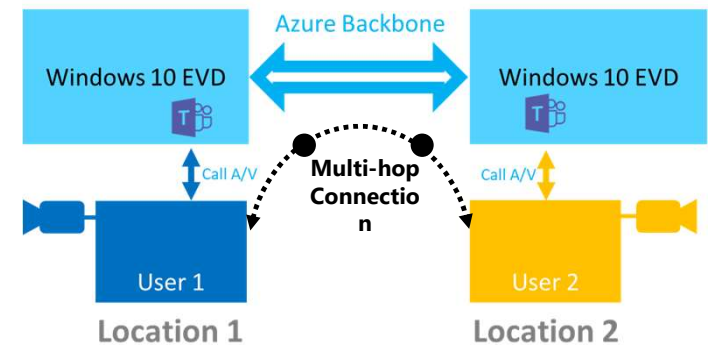 Azure Backbone
Windows 10 EVD
Windows 10 EVD
T
T
Call A/V
Multi-hop
Connectio
n
Call A/V
User 1
User 2
Location 1
Location 2